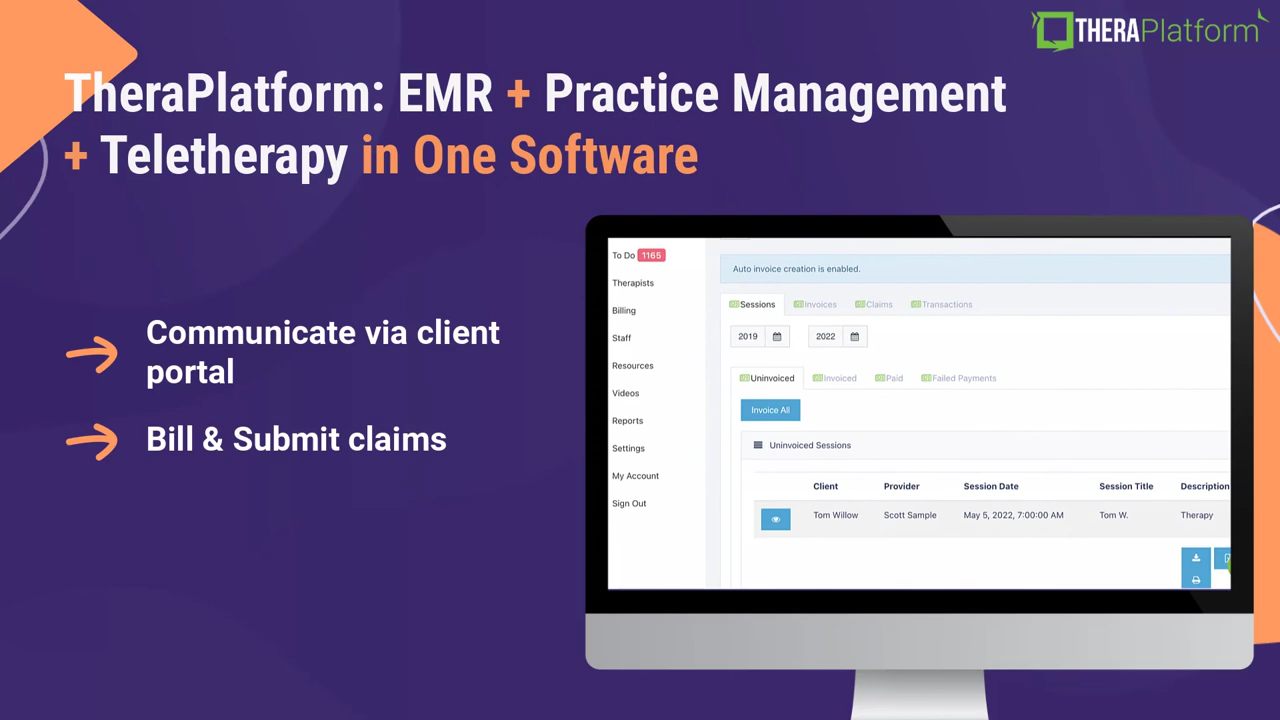 THERAPlatform
TheraPlatform: EMR + Practice Management
+ Teletherapy in One Software
Communicate via client
portal
Bill & Submit claims
To Do 1165
Therapists
Billing
Staff
Resources
Videos
Reports
Settings
My Account
Sign Out
Auto invoice creation is enabled.
Sessions Invoices Claims Transactions
2019 2022
Uninvoiced Invoiced Paid Failed Payments
Invoice All
Uninvoiced Sessions
Client Provider Session Date Session Title Description
Tom Willow Scott Sample May 5, 2022, 7:00:00 AM Tom W. Therapy